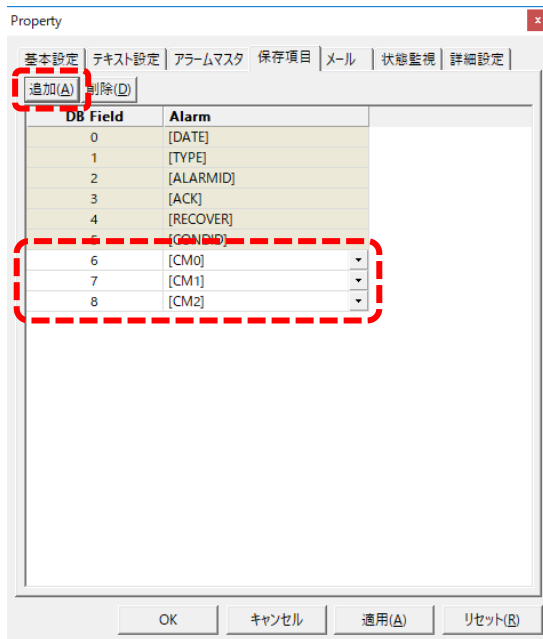 Property x
基本設定 テキスト設定 アラームマスタ 保存項目 メール 状態監視 詳細設定
追加(A) 削除(D)
DB Field Alarm
0 [DATE]
1 [TYPE]
2 [ALARMID]
3 [ACK]
4 [RECOVER]
5 [CONDID]
6 [CM0]
7 [CM1]
8 [CM2]
OK キャンセル 適用(A) リセット(R)